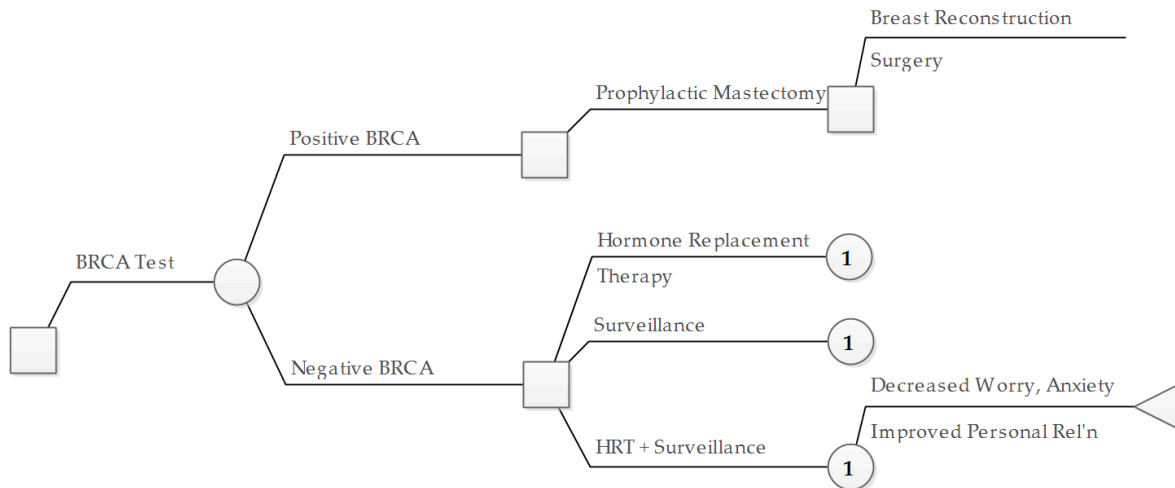 Breast Reconstruction
Surgery
Prophylactic Mastectomy
Positive BRCA
BRCA Test
Hormone Replacement
Therapy
1
Surveillance
1
Negative BRCA
Decreased Worry, Anxiety
Improved Personal Rel'n
HRT + Surveillance
1